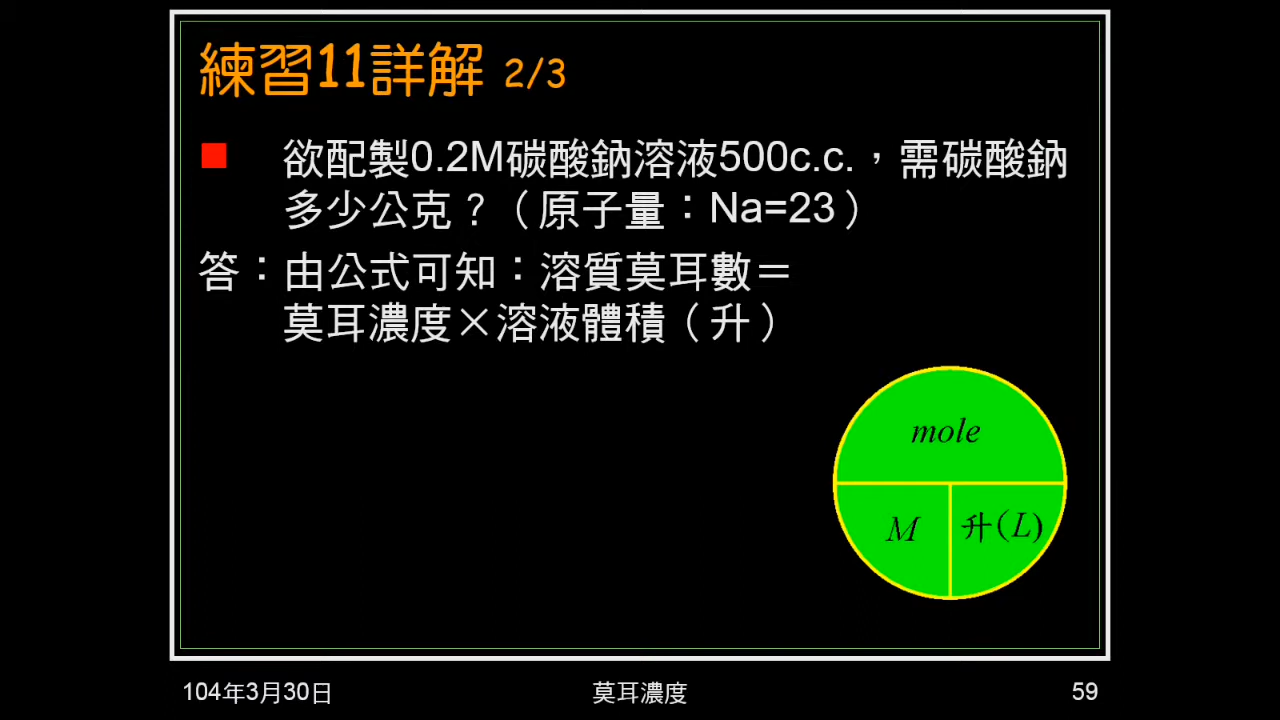 練習11詳解 2/3
欲配製0.2M碳酸鈉溶液500c.c.，需碳酸鈉
多少公克？（原子量：Na=23）
答：由公式可知：溶質莫耳數＝
莫耳濃度×溶液體積（升）
mole
M 升(L)
104年3月30日 莫耳濃度 59